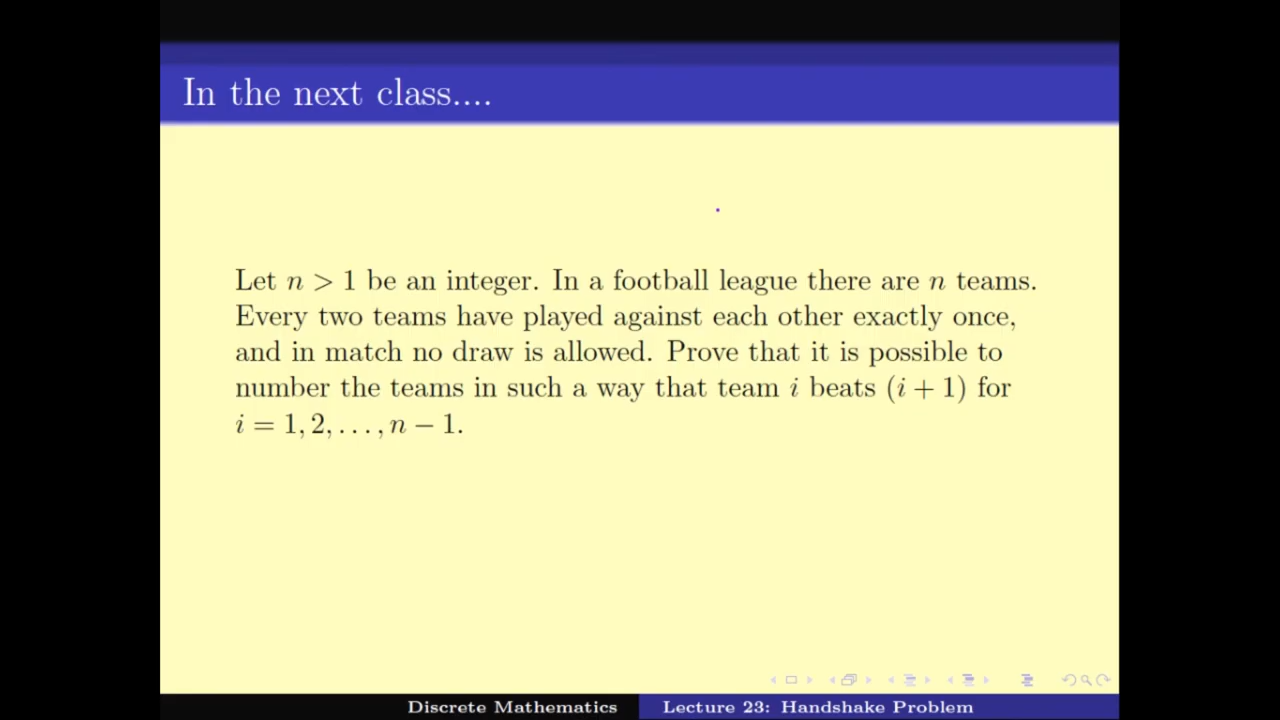 In the next class....
Let n > 1 be an integer. In a football league there are n teams.
Every two teams have played against each other exactly once,
and in match no draw is allowed. Prove that it is possible to
number the teams in such a way that team i beats (i + 1) for
i = 1, 2, . . . , n − 1.
Discrete Mathematics Lecture 23: Handshake Problem